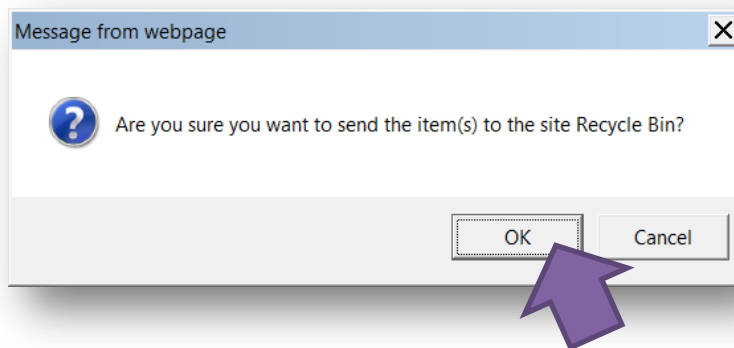 Message from webpage
Are you sure you want to send the item(s) to the site Recycle Bin?
OK
Cancel